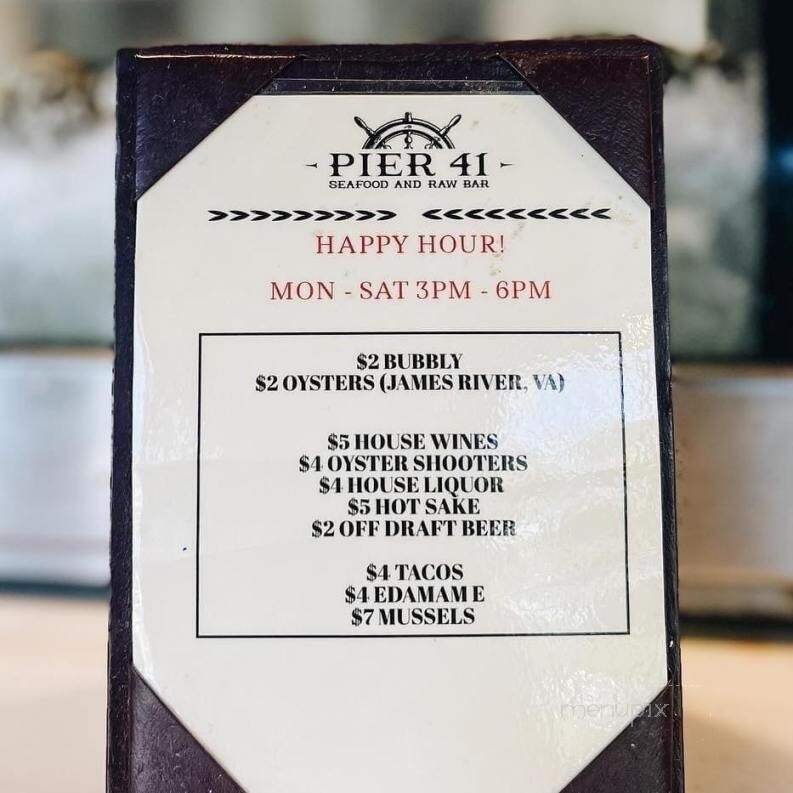 PIER 41
SEAFOOD AND RAW BAR
HAPPY HOUR!
MON - SAT 3PM - 6PM
$2 BUBBLY
$2 OYSTERS (JAMES RIVER, VA)
$5 HOUSE WINES
$4 OYSTER SHOOTERS
$4 HOUSE LIQUOR
$5 HOT SAKE
$2 OFF DRAFT BEER
$4 TACOS
$4 EDAMAME
$7 MUSSELS
menupix